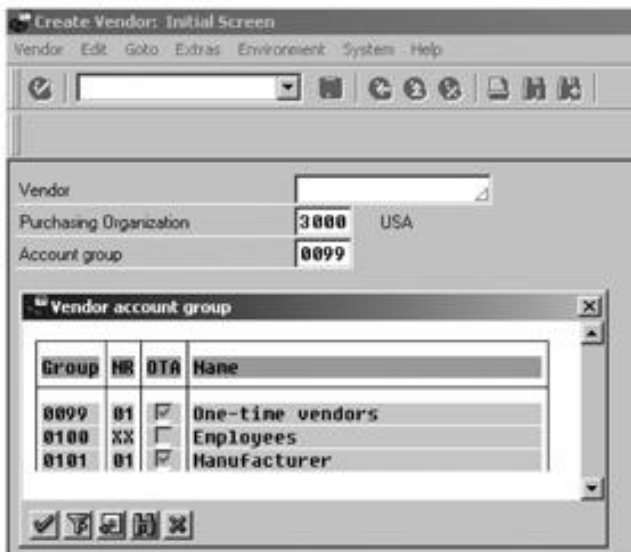 Create Vendor: Initial Screen
Vendor Edit Goto Extras Environment System Help
Vendor
Purchasing Organization 3000 USA
Account group 0099
Vendor account group
Group NR OTA Name
0099 01 One-time vendors
0100 XX Employees
0101 01 Manufacturer